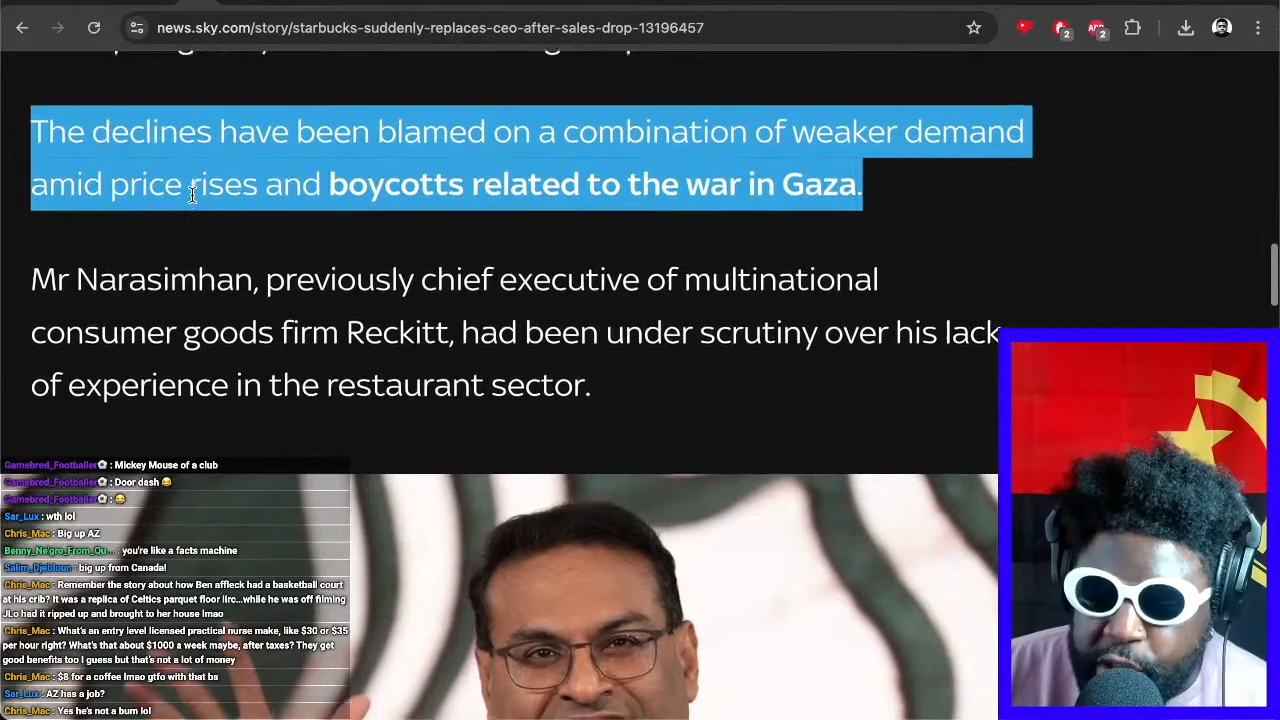 news.sky.com/story/starbucks-suddenly-replaces-ceo-after-sales-drop-13196457
2
ABP
2
The declines have been blamed on a combination of weaker demand
amid price rises and boycotts related to the war in Gaza.
Mr Narasimhan, previously chief executive of multinational
consumer goods firm Reckitt, had been under scrutiny over his lack
of experience in the restaurant sector.
Gamebred_Footballer⚽ : Mickey Mouse of a club
Gamebred_Footballer⚽ : Door dash 😂
Gamebred_Footballer⚽ : 😂
Sar_Lux : wth lol
Chris_Mac : Big up AZ
Benny_Ne'gro_From_Qu... : you're like a facts machine
Salim_Djebloun : big up from Canada!
Chris_Mac : Remember the story about how Ben affleck had a basketball court
at his crib? It was a replica of Celtics parquet floor Iirc...while he was off filming
JLo had it ripped up and brought to her house lmao
Chris_Mac : What's an entry level licensed practical nurse make, like $30 or $35
per hour right? What's that about $1000 a week maybe, after taxes? They get
good benefits too I guess but that's not a lot of money
Chris_Mac : $8 for a coffee lmao gtfo with that bs
Sar_Lux : AZ has a job?
Chris_Mac : Yes he's not a bum lol